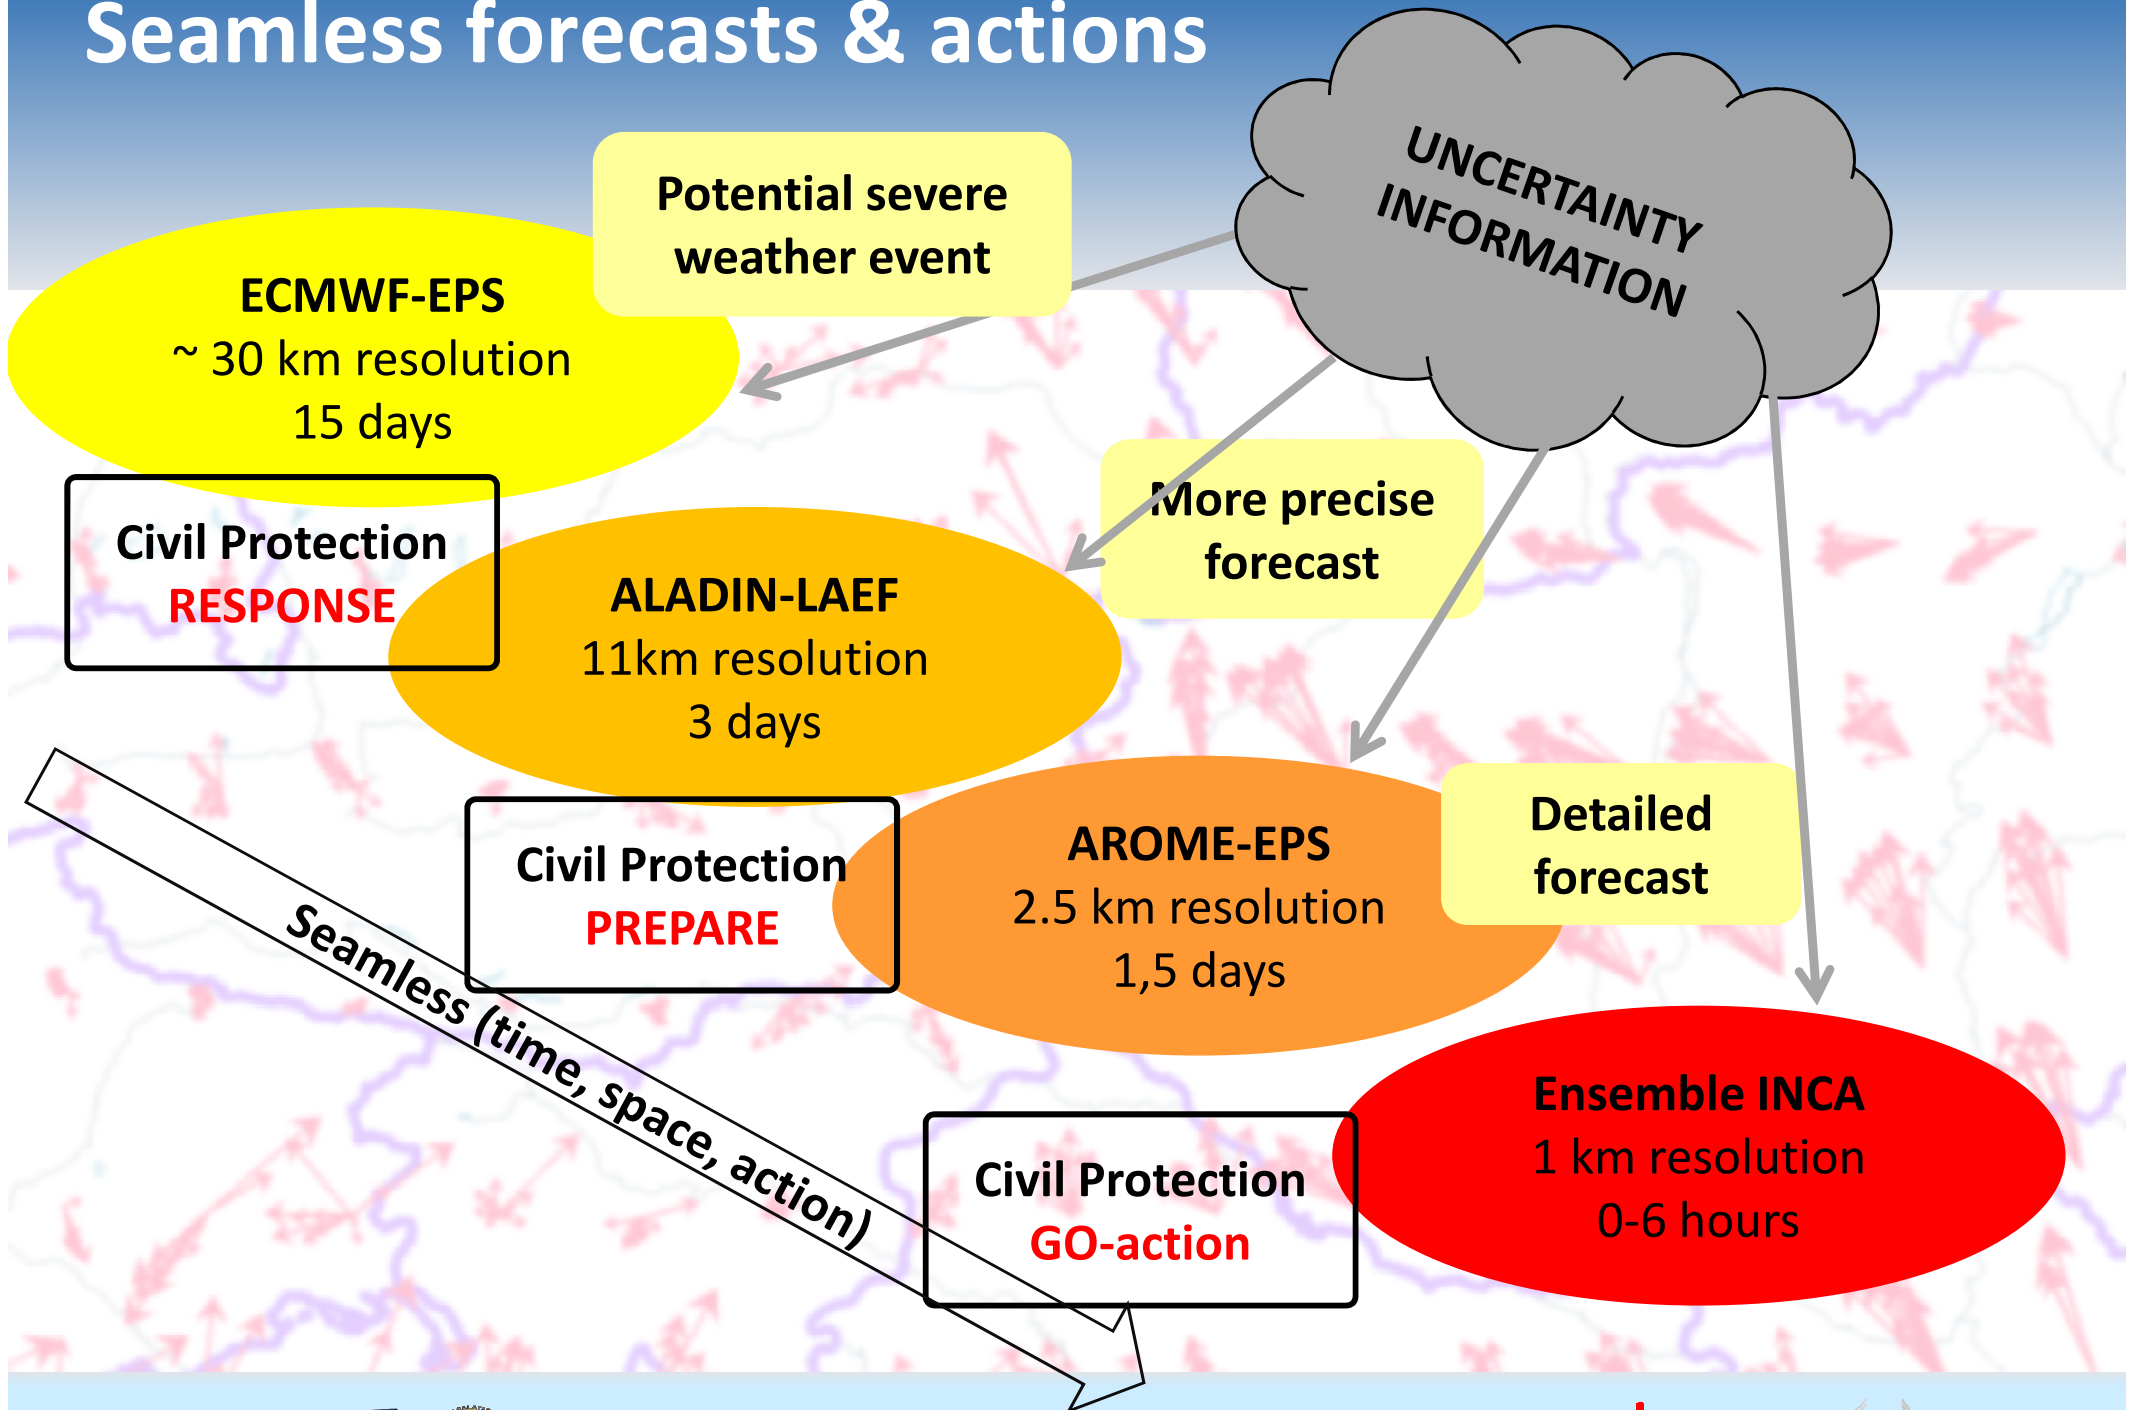 Seamless forecasts & actions
UNCERTAINTY
INFORMATION
Potential severe
weather event
ECMWF-EPS
~ 30 km resolution
15 days
Civil Protection
RESPONSE
More precise
forecast
ALADIN-LAEF
11km resolution
3 days
Detailed
forecast
Civil Protection
PREPARE
AROME-EPS
2.5 km resolution
1,5 days
Seamless (time, space, action)
Civil Protection
GO-action
Ensemble INCA
1 km resolution
0-6 hours